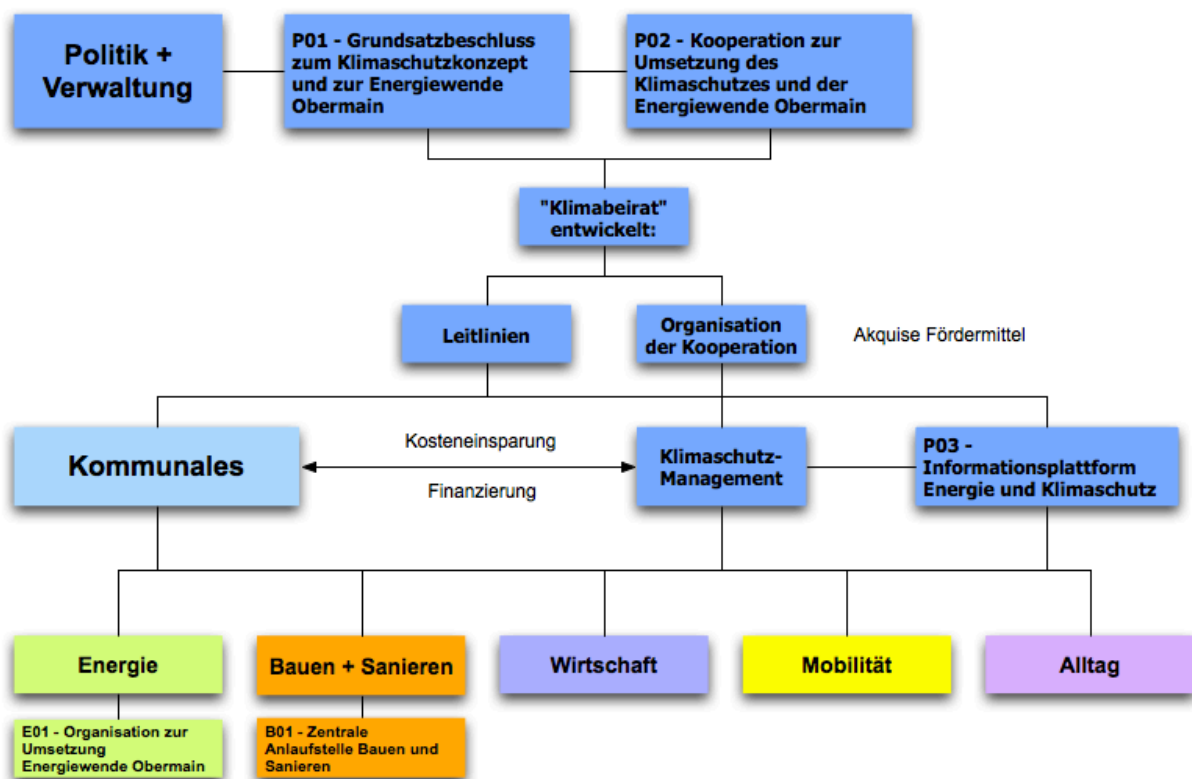 Politik +
Verwaltung
P01 - Grundsatzbeschluss
zum Klimaschutzkonzept
und zur Energiewende
Obermain
P02 - Kooperation zur
Umsetzung des
Klimaschutzes und der
Energiewende Obermain
"Klimabeirat"
entwickelt:
Leitlinien
Organisation
der Kooperation
Akquise Fördermittel
Kommunales
Kosteneinsparung
Finanzierung
Klimaschutz-
Management
P03 -
Informationsplattform
Energie und Klimaschutz
Energie
Bauen + Sanieren
Wirtschaft
Mobilität
Alltag
E01 - Organisation zur
Umsetzung
Energiewende Obermain
B01 - Zentrale
Anlaufstelle Bauen und
Sanieren